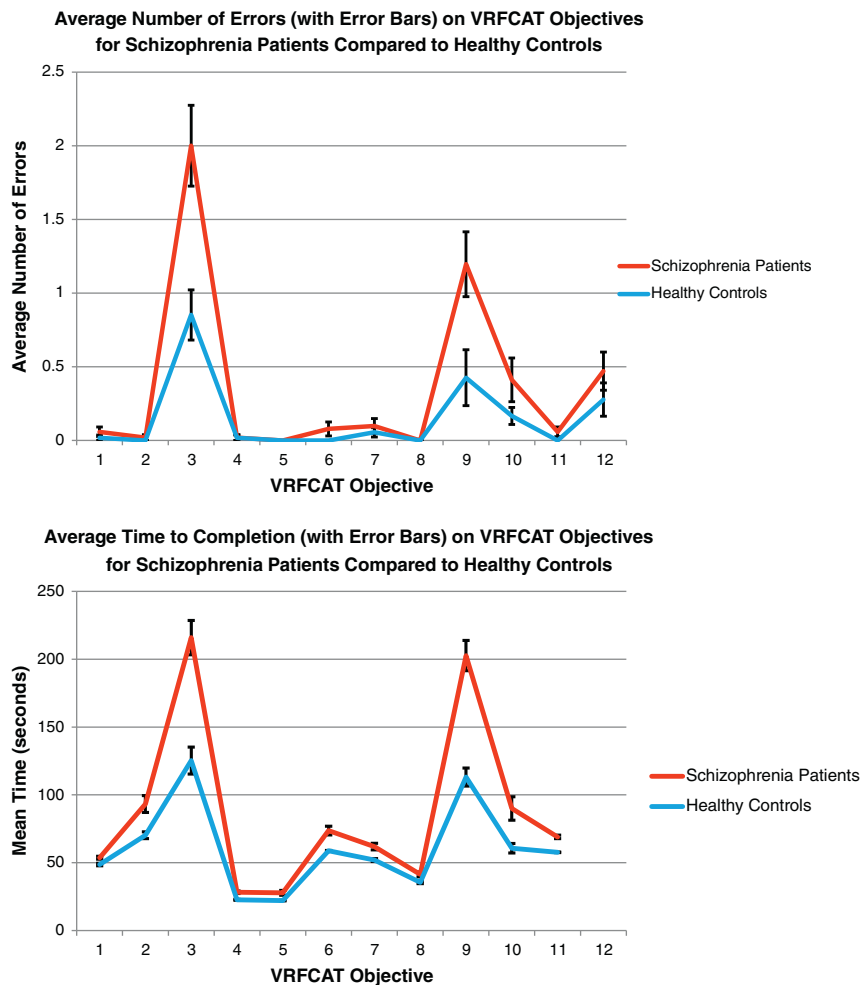 Average Number of Errors (with Error Bars) on VRFCAT Objectives
for Schizophrenia Patients Compared to Healthy Controls
2.5
2
1.5
1
0.5
0
Average Number of Errors
1 2 3 4 5 6 7 8 9 10 11 12
VRFCAT Objective
Schizophrenia Patients
Healthy Controls
Average Time to Completion (with Error Bars) on VRFCAT Objectives
for Schizophrenia Patients Compared to Healthy Controls
250
200
150
100
50
0
Mean Time (seconds)
1 2 3 4 5 6 7 8 9 10 11 12
VRFCAT Objective
Schizophrenia Patients
Healthy Controls